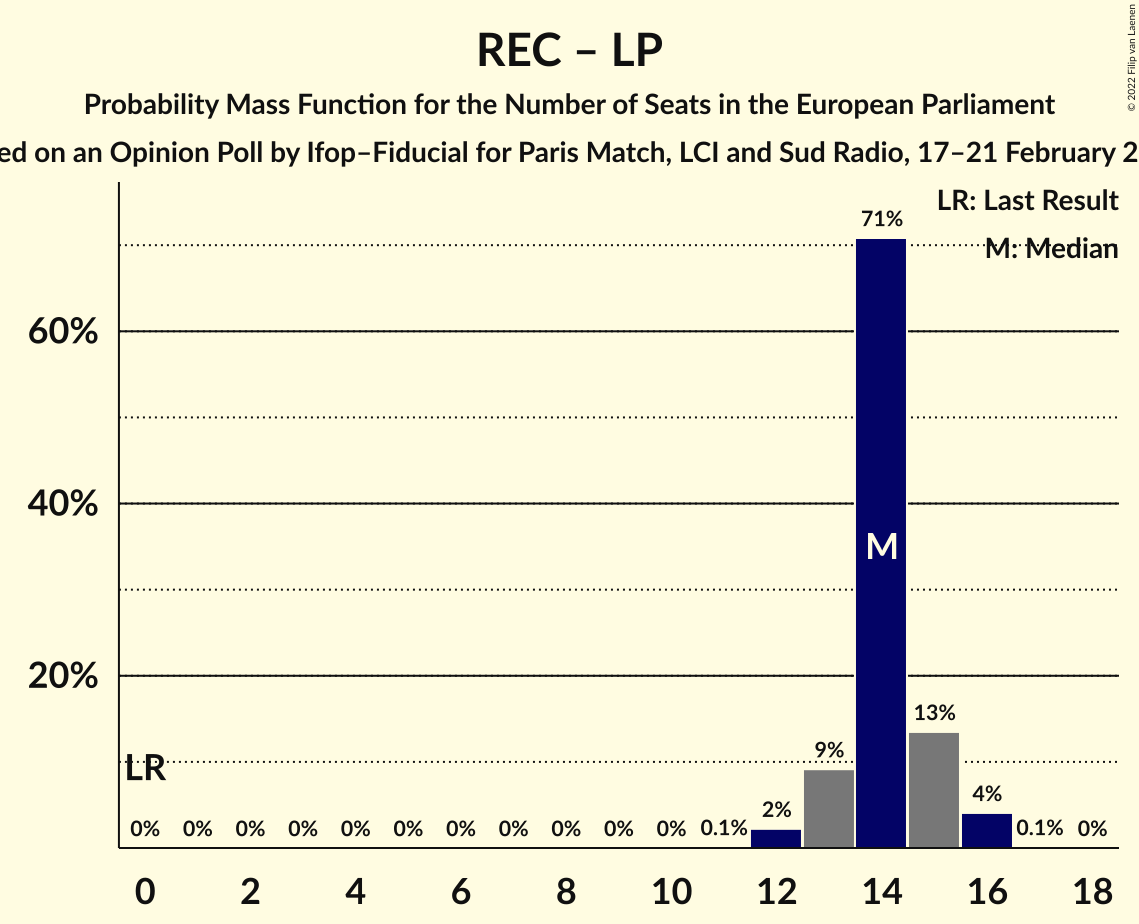 REC – LP
Probability Mass Function for the Number of Seats in the European Parliament
ed on an Opinion Poll by Ifop–Fiducial for Paris Match, LCI and Sud Radio, 17–21 February 2
© 2022 Filip van Laenen
LR: Last Result
M: Median
71%
60%
40%
M
20%
13%
9%
LR
4%
2%
0% 0% 0% 0% 0% 0% 0% 0% 0% 0% 0% 0.1% 0.1% 0%
0 2 4 6 8 10 12 14 16 18